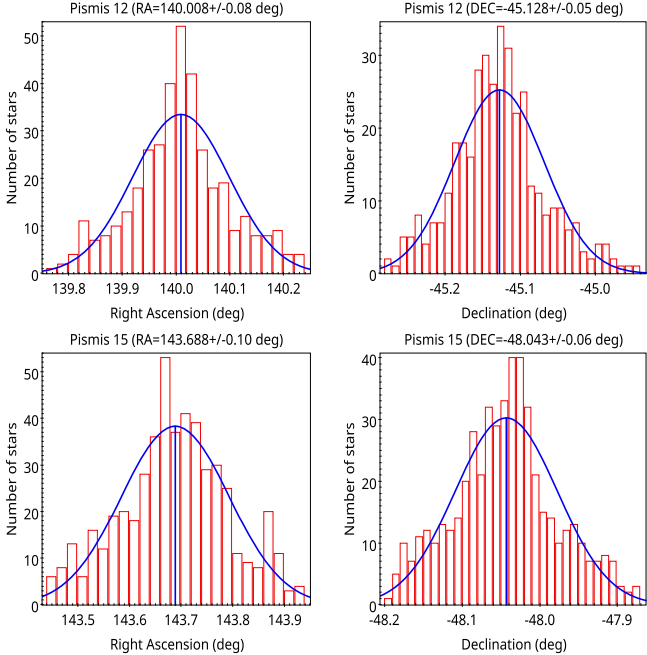 Pismis 12 (RA=140.008+/-0.08 deg)
Number of stars
50
40
30
20
10
0
139.8 139.9 140.0 140.1 140.2
Right Ascension (deg)
Pismis 12 (DEC=-45.128+/-0.05 deg)
Number of stars
30
20
10
0
-45.2 -45.1 -45.0
Declination (deg)
Pismis 15 (RA=143.688+/-0.10 deg)
Number of stars
50
40
30
20
10
0
143.5 143.6 143.7 143.8 143.9
Right Ascension (deg)
Pismis 15 (DEC=-48.043+/-0.06 deg)
Number of stars
40
30
20
10
0
-48.2 -48.1 -48.0 -47.9
Declination (deg)